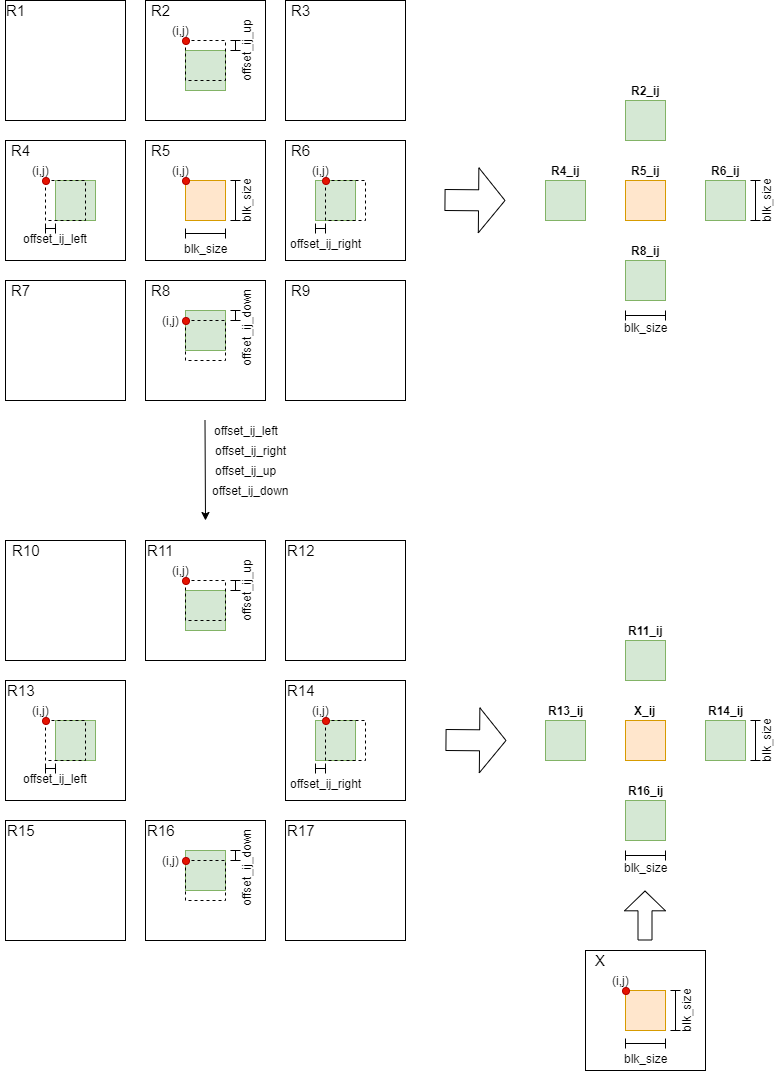 R1
R2
(i,j)
offset_ij_up
R3
R4
(i,j)
offset_ij_left
R5
(i,j)
blk_size
blk_size
R6
(i,j)
offset_ij_right
R7
R8
(i,j)
offset_ij_down
R9
R2_ij
R4_ij
R5_ij
R6_ij
blk_size
R8_ij
blk_size
offset_ij_left
offset_ij_right
offset_ij_up
offset_ij_down
R10
R11
(i,j)
offset_ij_up
R12
R13
(i,j)
offset_ij_left
R14
(i,j)
offset_ij_right
R15
R16
(i,j)
offset_ij_down
R17
R11_ij
R13_ij
X_ij
R14_ij
blk_size
R16_ij
blk_size
X
(i,j)
blk_size
blk_size